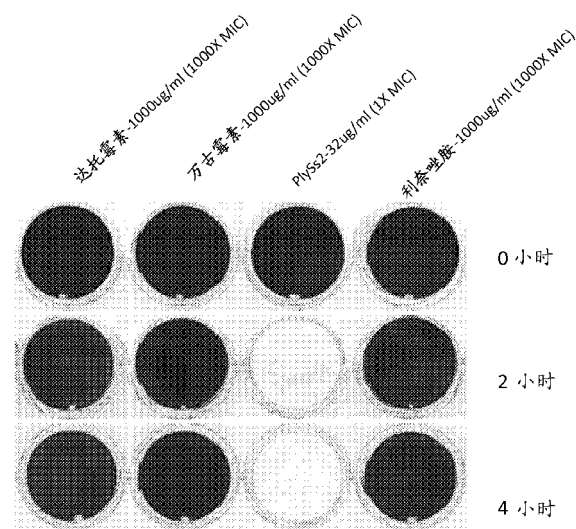 达托霉素-1000ug/ml (1000X MIC)
万古霉素-1000ug/ml (1000X MIC)
PlySs2-32ug/ml (1X MIC)
利奈唑胺-1000ug/ml (1000X MIC)
0 小时
2 小时
4 小时